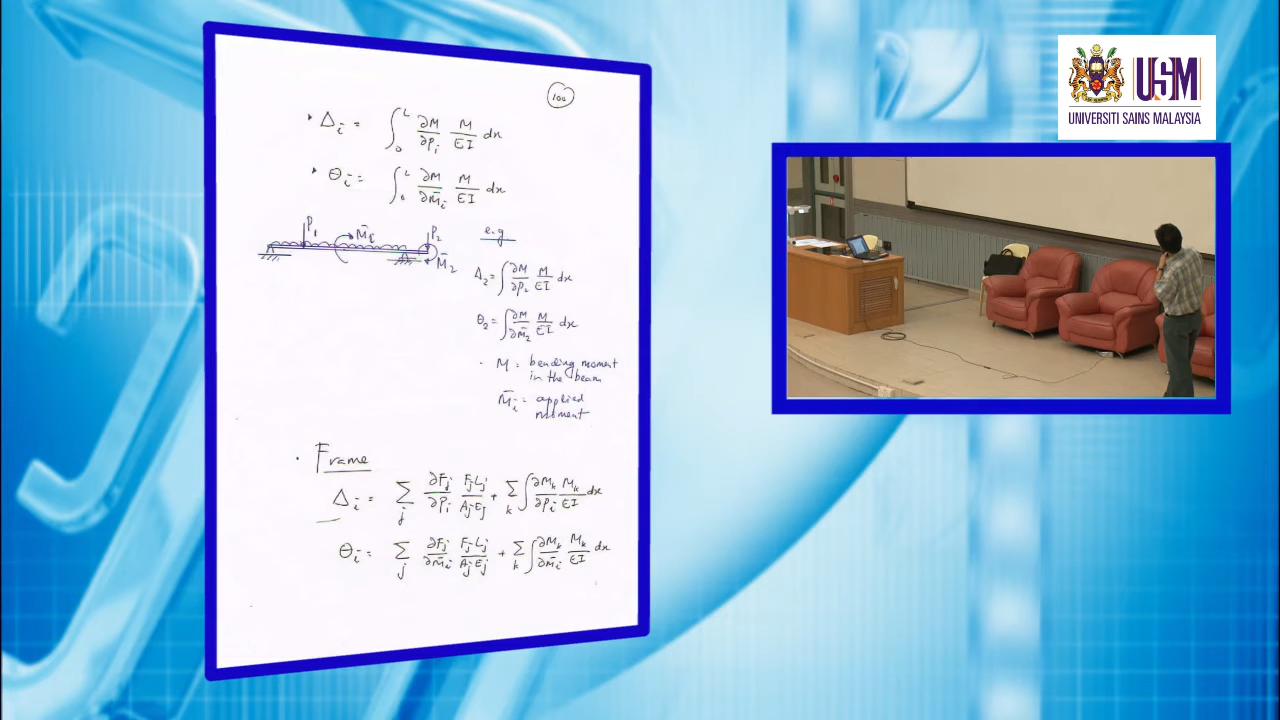 100
Δi = ∫₀ᴸ ∂M/∂Pi M/EI dx
θi = ∫₀ᴸ ∂M/∂M̄i M/EI dx
P1 M̄1 P2 M̄2
e.g
Δ2 = ∫ ∂M/∂P2 M/EI dx
θ2 = ∫ ∂M/∂M̄2 M/EI dx
· M = bending moment
in the beam
M̄i = applied
moment
· Frame
Δi = Σj ∂Fj/∂Pi FjLj/AjEj + Σk ∫ ∂Mk/∂Pi Mk/EI dx
θi = Σj ∂Fj/∂M̄i FjLj/AjEj + Σk ∫ ∂Mk/∂M̄i Mk/EI dx
USM
UNIVERSITI SAINS MALAYSIA